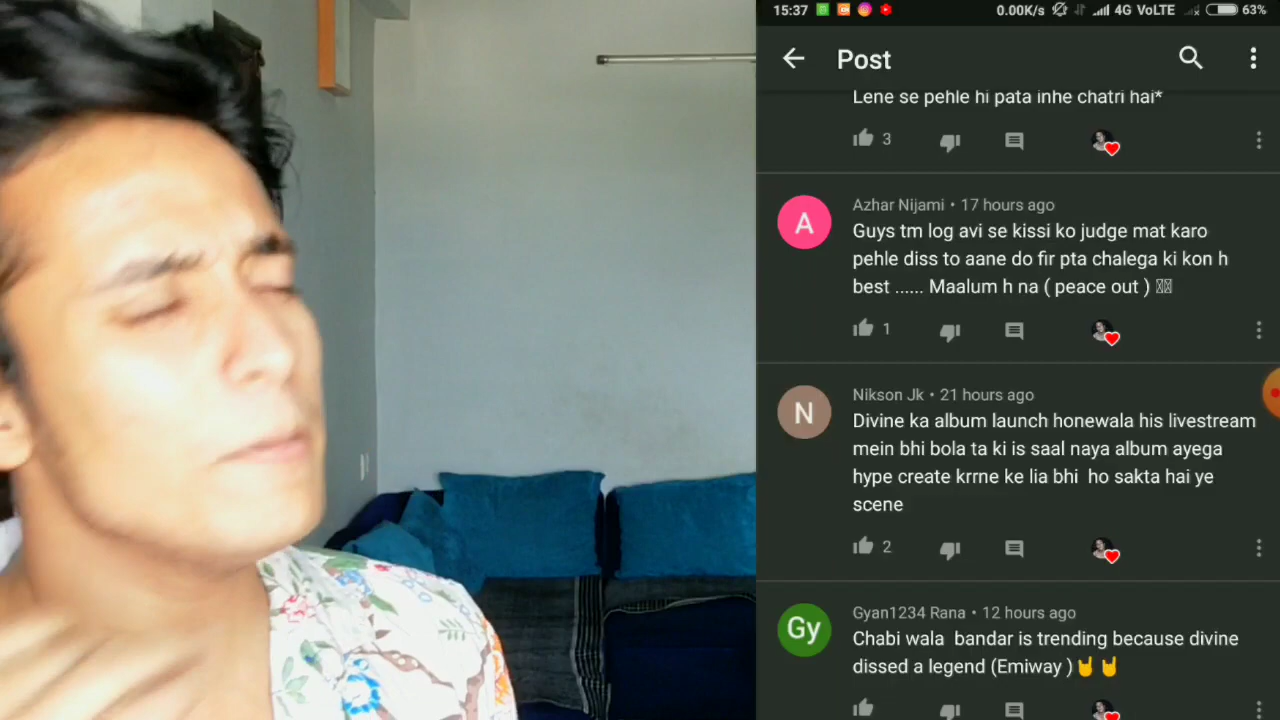 15:37
0.00K/s 4G VoLTE 63%
Post
Lene se pehle hi pata inhe chatri hai*
3
A
Azhar Nijami • 17 hours ago
Guys tm log avi se kissi ko judge mat karo
pehle diss to aane do fir pta chalega ki kon h
best ...... Maalum h na ( peace out )
1
N
Nikson Jk • 21 hours ago
Divine ka album launch honewala his livestream
mein bhi bola ta ki is saal naya album ayega
hype create krrne ke lia bhi ho sakta hai ye
scene
2
Gy
Gyan1234 Rana • 12 hours ago
Chabi wala bandar is trending because divine
dissed a legend (Emiway )🤘🤘